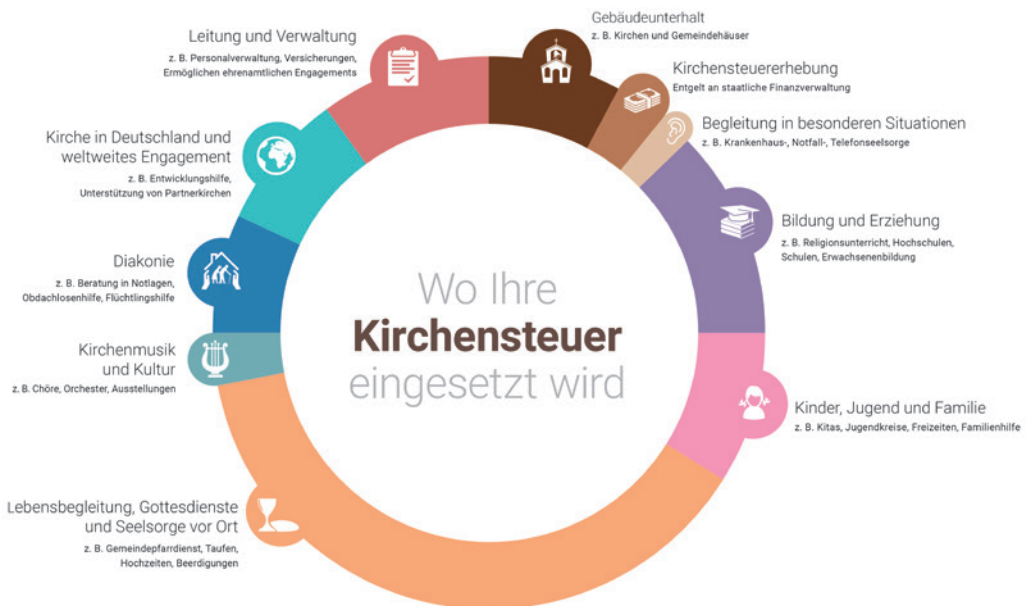 Gebäudeunterhalt
z. B. Kirchen und Gemeindehäuser
Kirchensteuererhebung
Entgelt an staatliche Finanzverwaltung
Begleitung in besonderen Situationen
z. B. Krankenhaus-, Notfall-, Telefonseelsorge
Bildung und Erziehung
z. B. Religionsunterricht, Hochschulen,
Schulen, Erwachsenenbildung
Kinder, Jugend und Familie
z. B. Kitas, Jugendkreise, Freizeiten, Familienhilfe
Lebensbegleitung, Gottesdienste
und Seelsorge vor Ort
z. B. Gemeindepfarrdienst, Taufen,
Hochzeiten, Beerdigungen
Kirchenmusik
und Kultur
z. B. Chöre, Orchester, Ausstellungen
Diakonie
z. B. Beratung in Notlagen,
Obdachlosenhilfe, Flüchtlingshilfe
Kirche in Deutschland und
weltweites Engagement
z. B. Entwicklungshilfe,
Unterstützung von Partnerkirchen
Leitung und Verwaltung
z. B. Personalverwaltung, Versicherungen,
Ermöglichen ehrenamtlichen Engagements
Wo Ihre
Kirchensteuer
eingesetzt wird